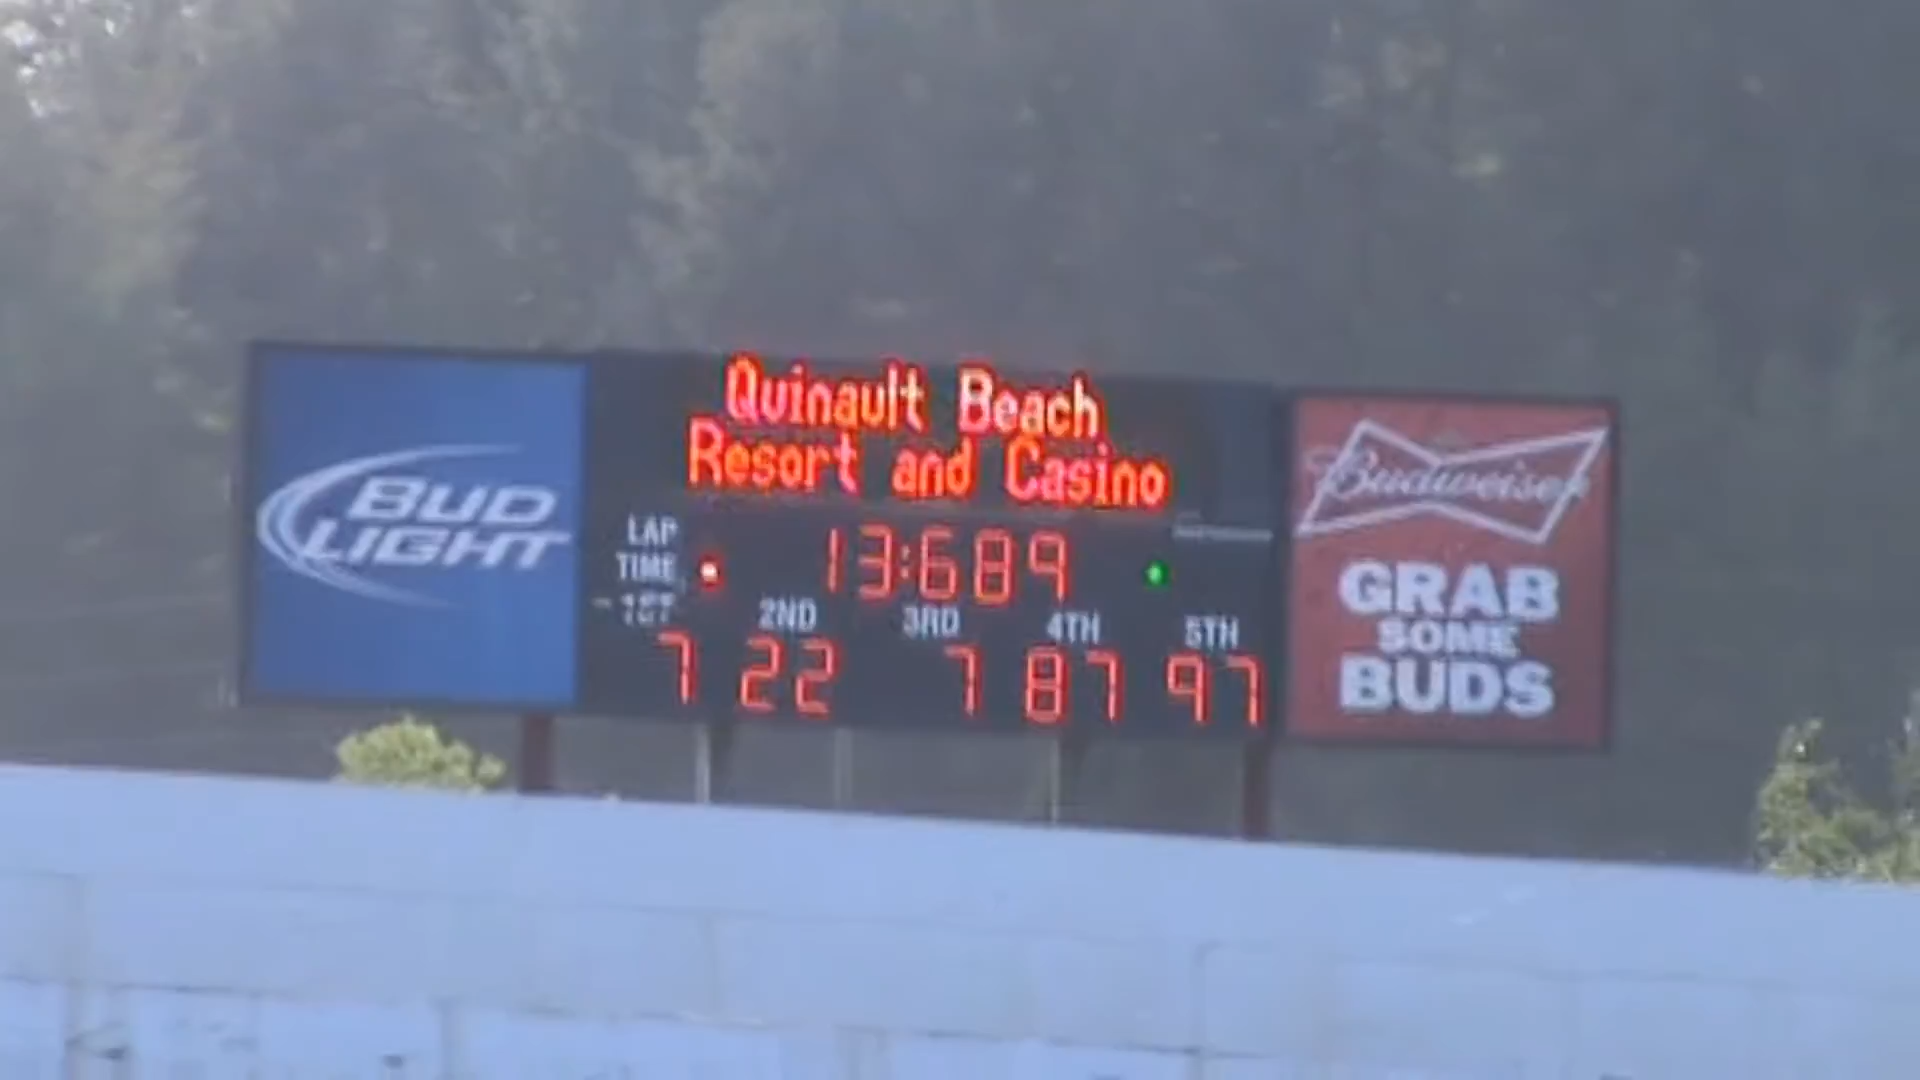 BUD
LIGHT
Quinault Beach
Resort and Casino
LAP
TIME
13:689
1ST 2ND 3RD 4TH 5TH
7 22 7 87 97
Budweiser
GRAB
SOME
BUDS